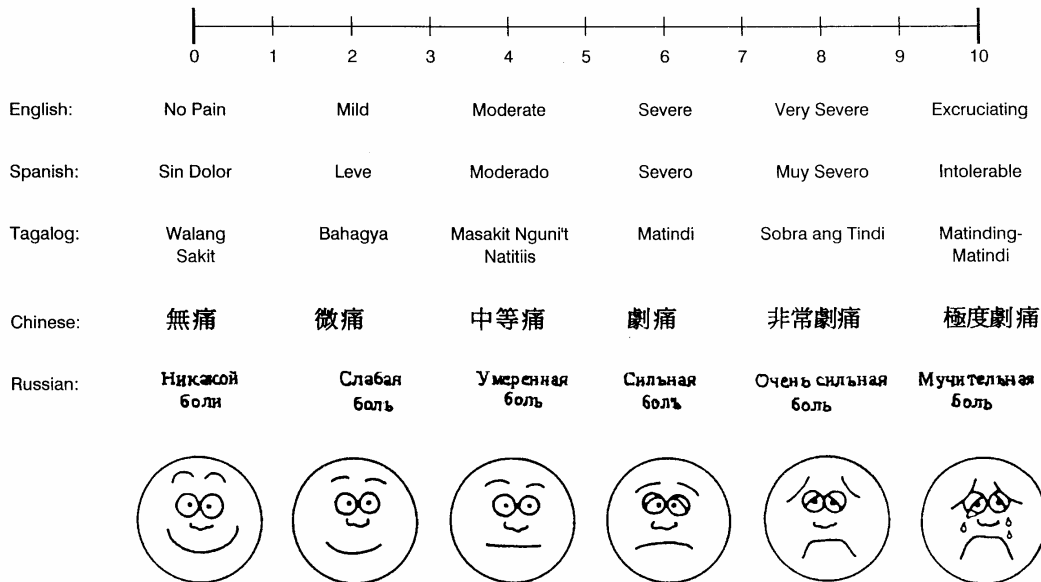 0 1 2 3 4 5 6 7 8 9 10
English: No Pain Mild Moderate Severe Very Severe Excruciating
Spanish: Sin Dolor Leve Moderado Severo Muy Severo Intolerable
Tagalog: Walang Bahagya Masakit Nguni't Matindi Sobra ang Tindi Matinding-
Sakit Natitiis Matindi
Chinese: 無痛 微痛 中等痛 劇痛 非常劇痛 極度劇痛
Russian: Никакой Слабая Умеренная Сильная Очень сильная Мучительная
боли боль боль болъ боль боль